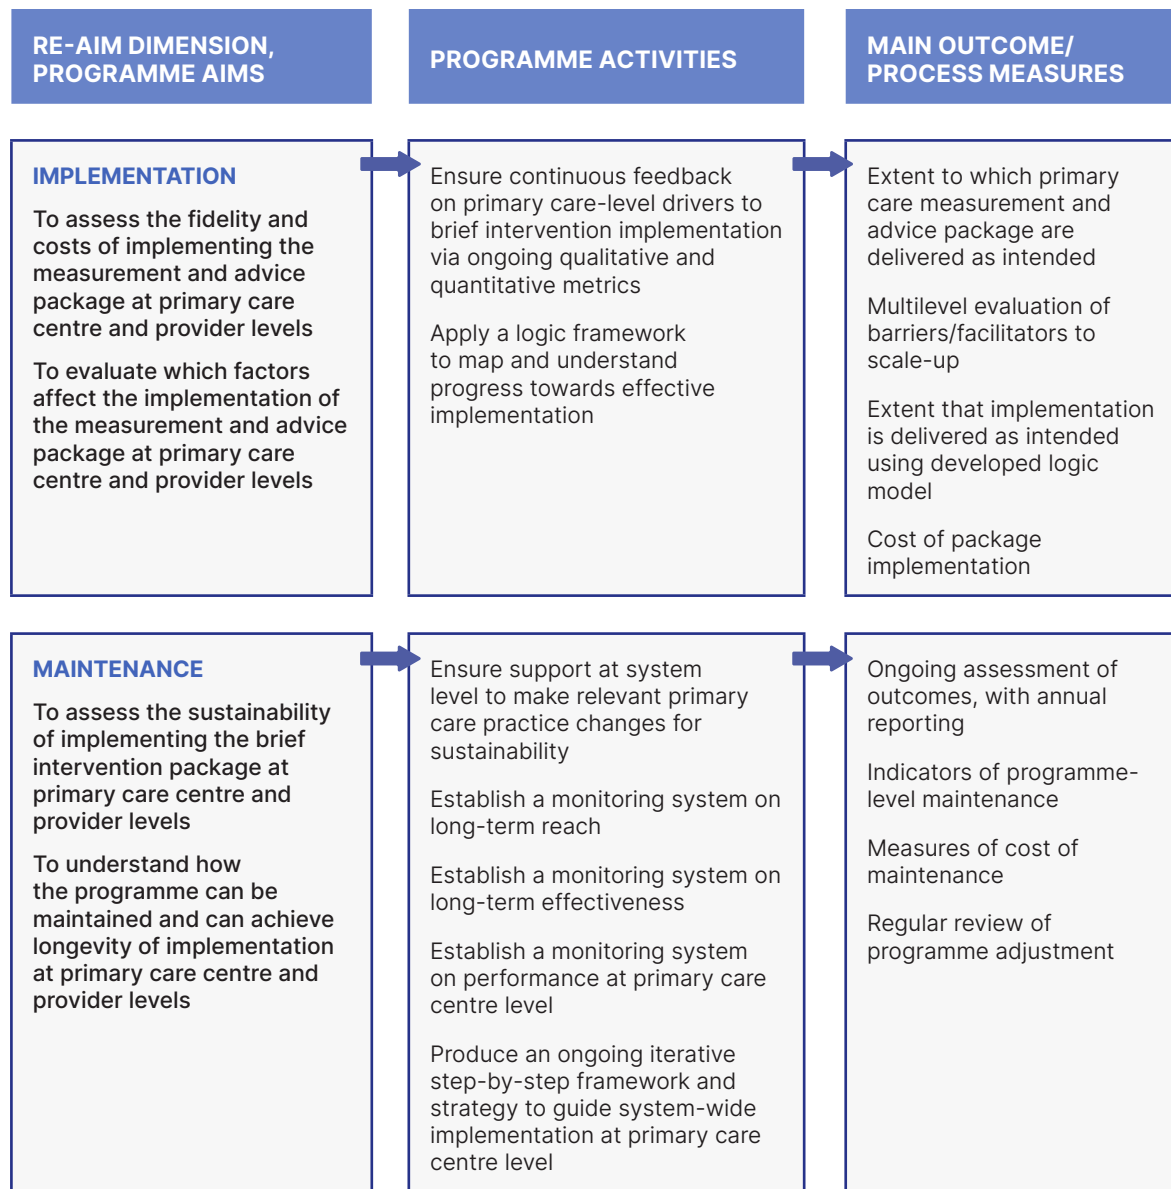 RE-AIM DIMENSION,
PROGRAMME AIMS
PROGRAMME ACTIVITIES
MAIN OUTCOME/
PROCESS MEASURES
IMPLEMENTATION
To assess the fidelity and
costs of implementing the
measurement and advice
package at primary care
centre and provider levels
To evaluate which factors
affect the implementation of
the measurement and advice
package at primary care
centre and provider levels
Ensure continuous feedback
on primary care-level drivers to
brief intervention implementation
via ongoing qualitative and
quantitative metrics
Apply a logic framework
to map and understand
progress towards effective
implementation
Extent to which primary
care measurement and
advice package are
delivered as intended
Multilevel evaluation of
barriers/facilitators to
scale-up
Extent that implementation
is delivered as intended
using developed logic
model
Cost of package
implementation
MAINTENANCE
To assess the sustainability
of implementing the brief
intervention package at
primary care centre and
provider levels
To understand how
the programme can be
maintained and can achieve
longevity of implementation
at primary care centre and
provider levels
Ensure support at system
level to make relevant primary
care practice changes for
sustainability
Establish a monitoring system on
long-term reach
Establish a monitoring system on
long-term effectiveness
Establish a monitoring system
on performance at primary care
centre level
Produce an ongoing iterative
step-by-step framework and
strategy to guide system-wide
implementation at primary care
centre level
Ongoing assessment of
outcomes, with annual
reporting
Indicators of programme-
level maintenance
Measures of cost of
maintenance
Regular review of
programme adjustment